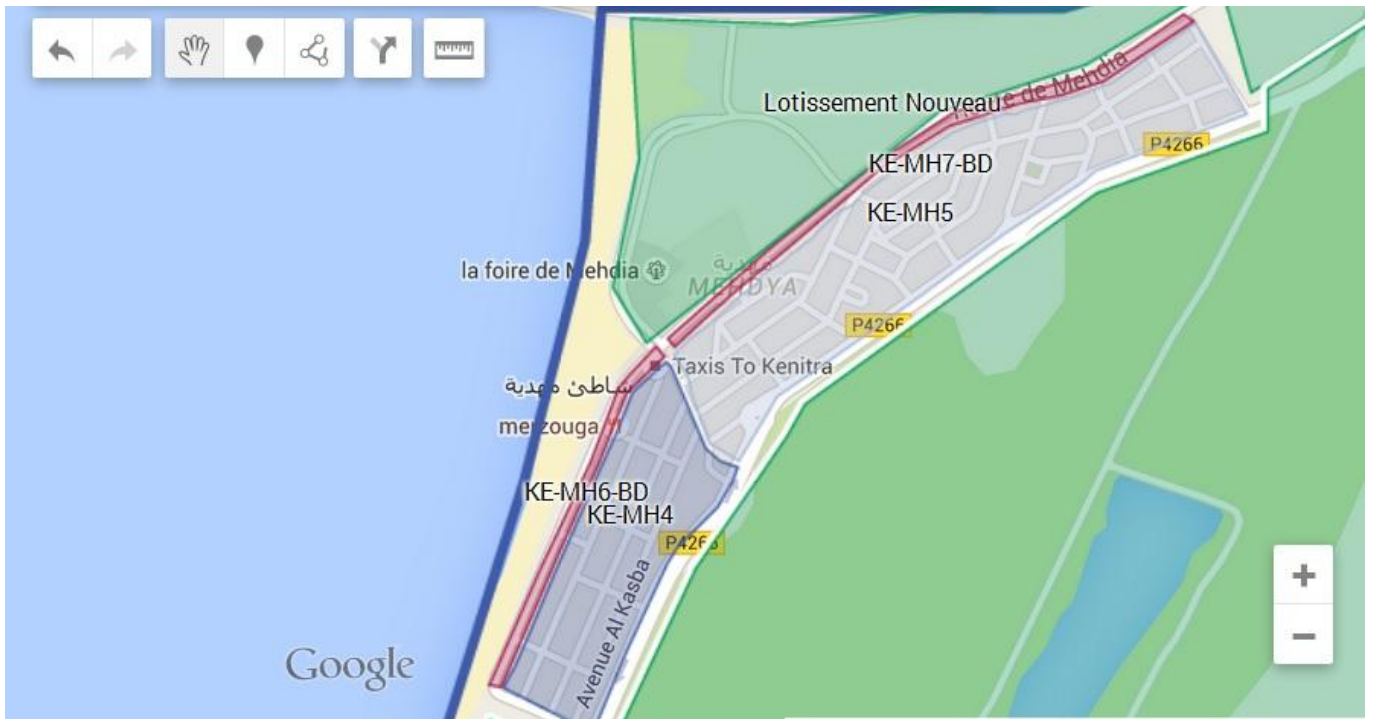 Lotissement Nouveau
Route de Mehdia
P4266
KE-MH7-BD
KE-MH5
la foire de Mehdia
مهدية
MEHDYA
P4266
Taxis To Kenitra
شاطئ مهدية
merzouga
KE-MH6-BD
KE-MH4
P4266
Avenue Al Kasba
Google